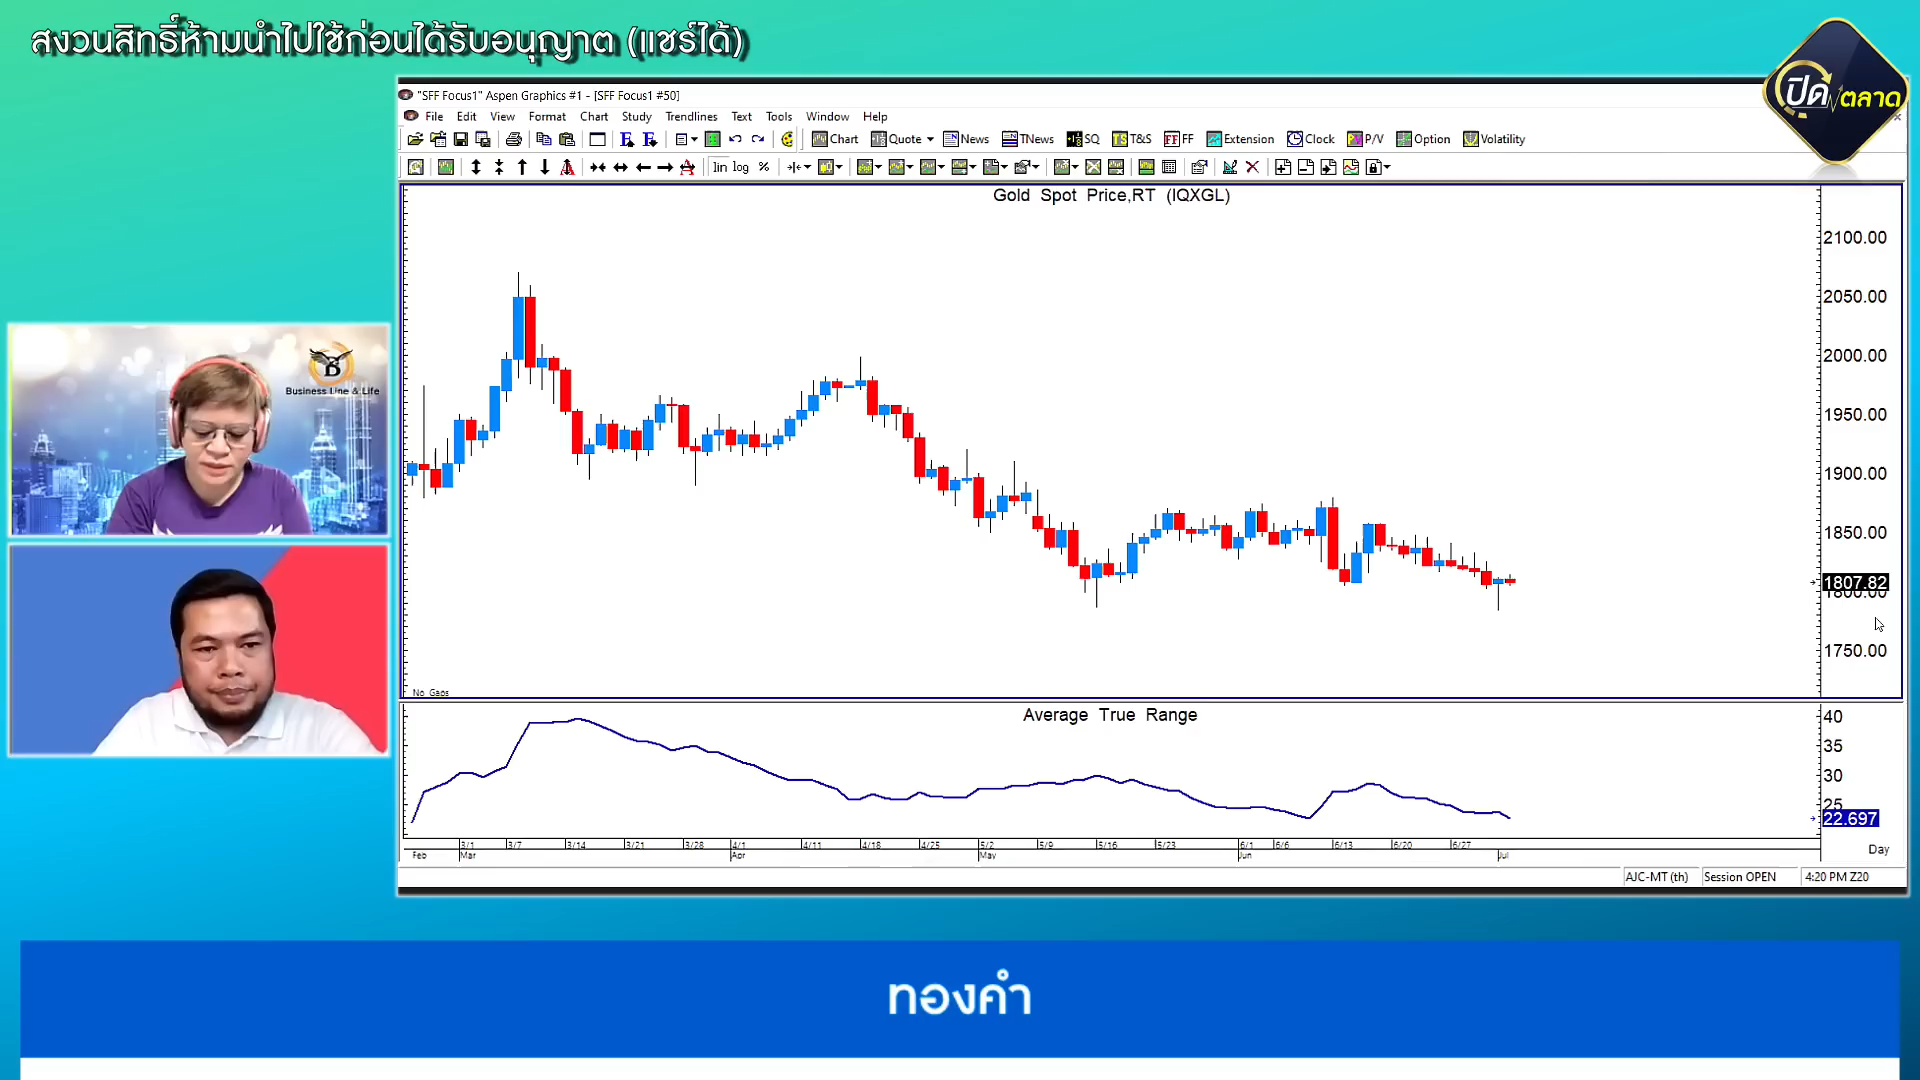 สงวนสิทธิ์ห้ามนำไปใช้ก่อนได้รับอนุญาต (แชร์ได้)
ปิดตลาด
"SFF Focus1" Aspen Graphics #1 - [SFF Focus1 #50]
File Edit View Format Chart Study Trendlines Text Tools Window Help
Chart Quote News TNews SQ T&S FF Extension Clock P/V Option Volatility
lin log %
Gold Spot Price,RT (IQXGL)
2100.00
2050.00
2000.00
1950.00
1900.00
1850.00
1807.82
1800.00
1750.00
No Gaps
B
Business Line & Life
Average True Range
40
35
30
25
22.697
3/1 3/7 3/14 3/21 3/28 4/1 4/11 4/18 4/25 5/2 5/9 5/16 5/23 6/1 6/6 6/13 6/20 6/27
Feb Mar Apr May Jun Jul
Day
AJC-MT (th) Session OPEN 4:20 PM Z20
ทองคำ